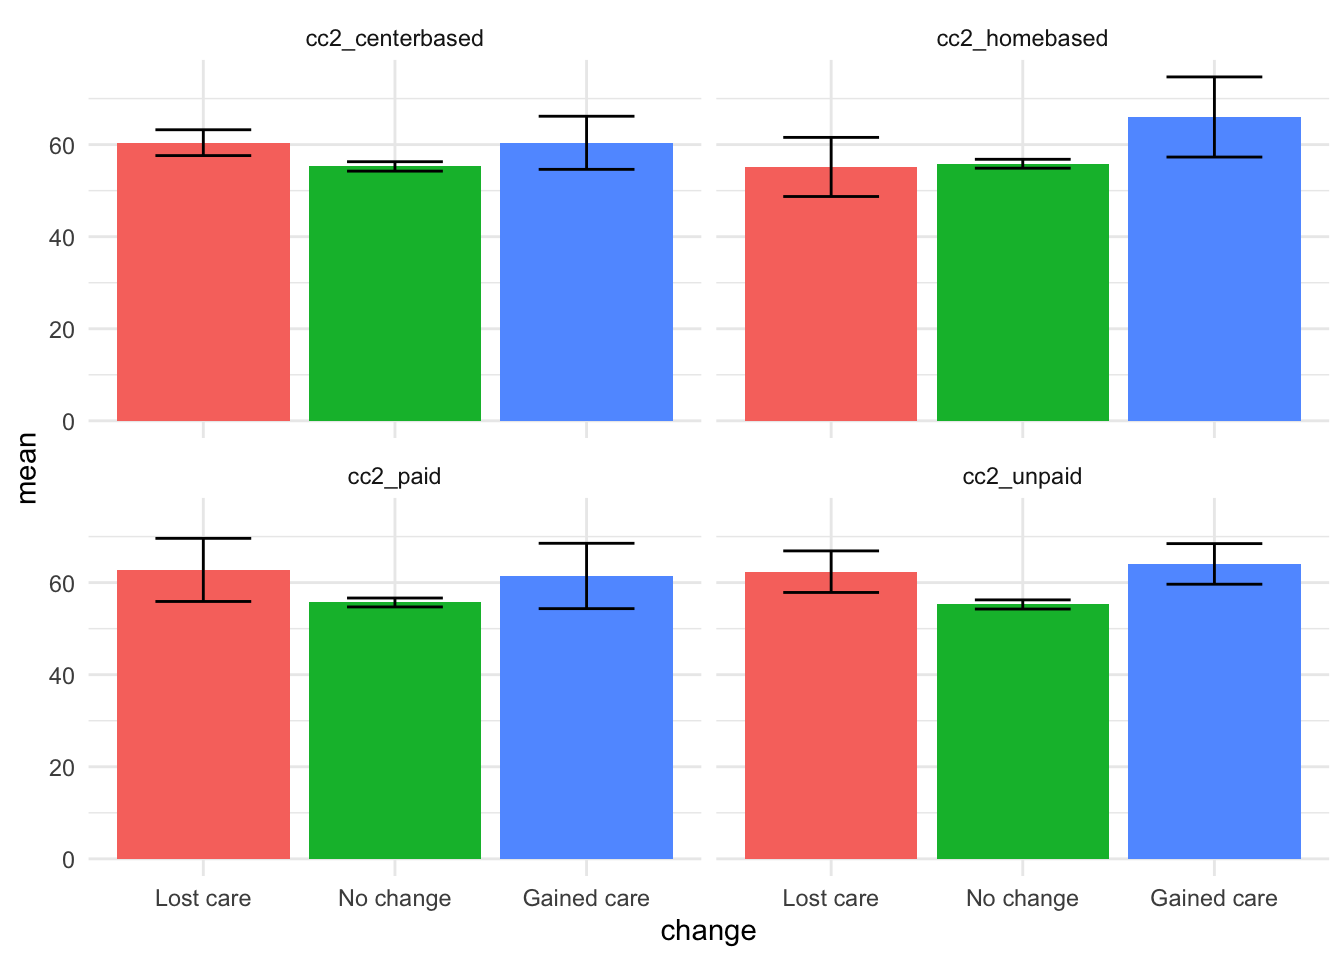 cc2_centerbased
cc2_homebased
60
40
20
0
cc2_paid
cc2_unpaid
60
40
20
0
mean
Lost care
No change
Gained care
Lost care
No change
Gained care
change